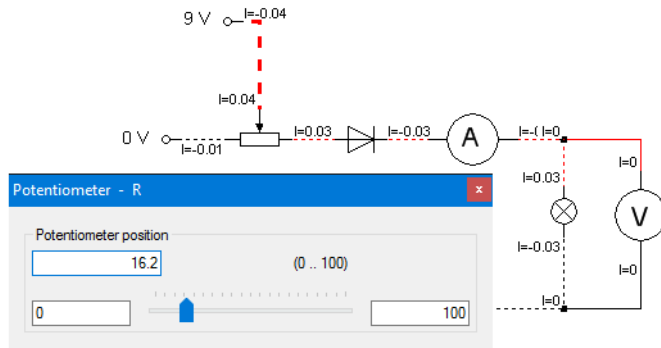 9 V
I=-0.04
I=0.04
0 V
I=-0.01
I=0.03
I=-0.03
A
I=0
I=0.03
I=0
V
I=-0.03
I=0
I=0
Potentiometer - R
x
Potentiometer position
16.2 (0 .. 100)
0 100